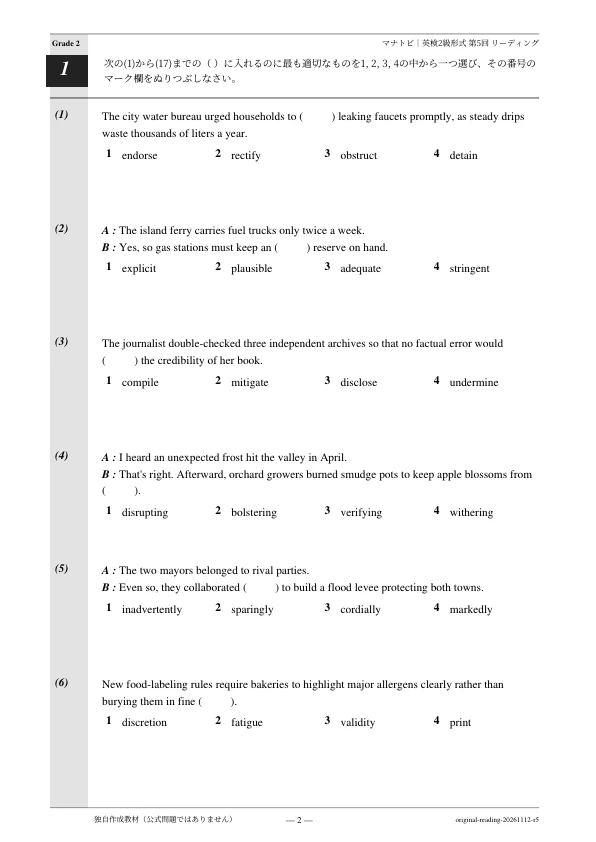 Grade 2
マナトビ｜英検2級形式 第5回 リーディング
1
次の(1)から(17)までの（ ）に入れるのに最も適切なものを1, 2, 3, 4の中から一つ選び、その番号の
マーク欄をぬりつぶしなさい。
(1)
The city water bureau urged households to ( ) leaking faucets promptly, as steady drips
waste thousands of liters a year.
1 endorse 2 rectify 3 obstruct 4 detain
(2)
A : The island ferry carries fuel trucks only twice a week.
B : Yes, so gas stations must keep an ( ) reserve on hand.
1 explicit 2 plausible 3 adequate 4 stringent
(3)
The journalist double-checked three independent archives so that no factual error would
( ) the credibility of her book.
1 compile 2 mitigate 3 disclose 4 undermine
(4)
A : I heard an unexpected frost hit the valley in April.
B : That's right. Afterward, orchard growers burned smudge pots to keep apple blossoms from
( ).
1 disrupting 2 bolstering 3 verifying 4 withering
(5)
A : The two mayors belonged to rival parties.
B : Even so, they collaborated ( ) to build a flood levee protecting both towns.
1 inadvertently 2 sparingly 3 cordially 4 markedly
(6)
New food-labeling rules require bakeries to highlight major allergens clearly rather than
burying them in fine ( ).
1 discretion 2 fatigue 3 validity 4 print
独自作成教材（公式問題ではありません）
— 2 —
original-reading-20261112-r5